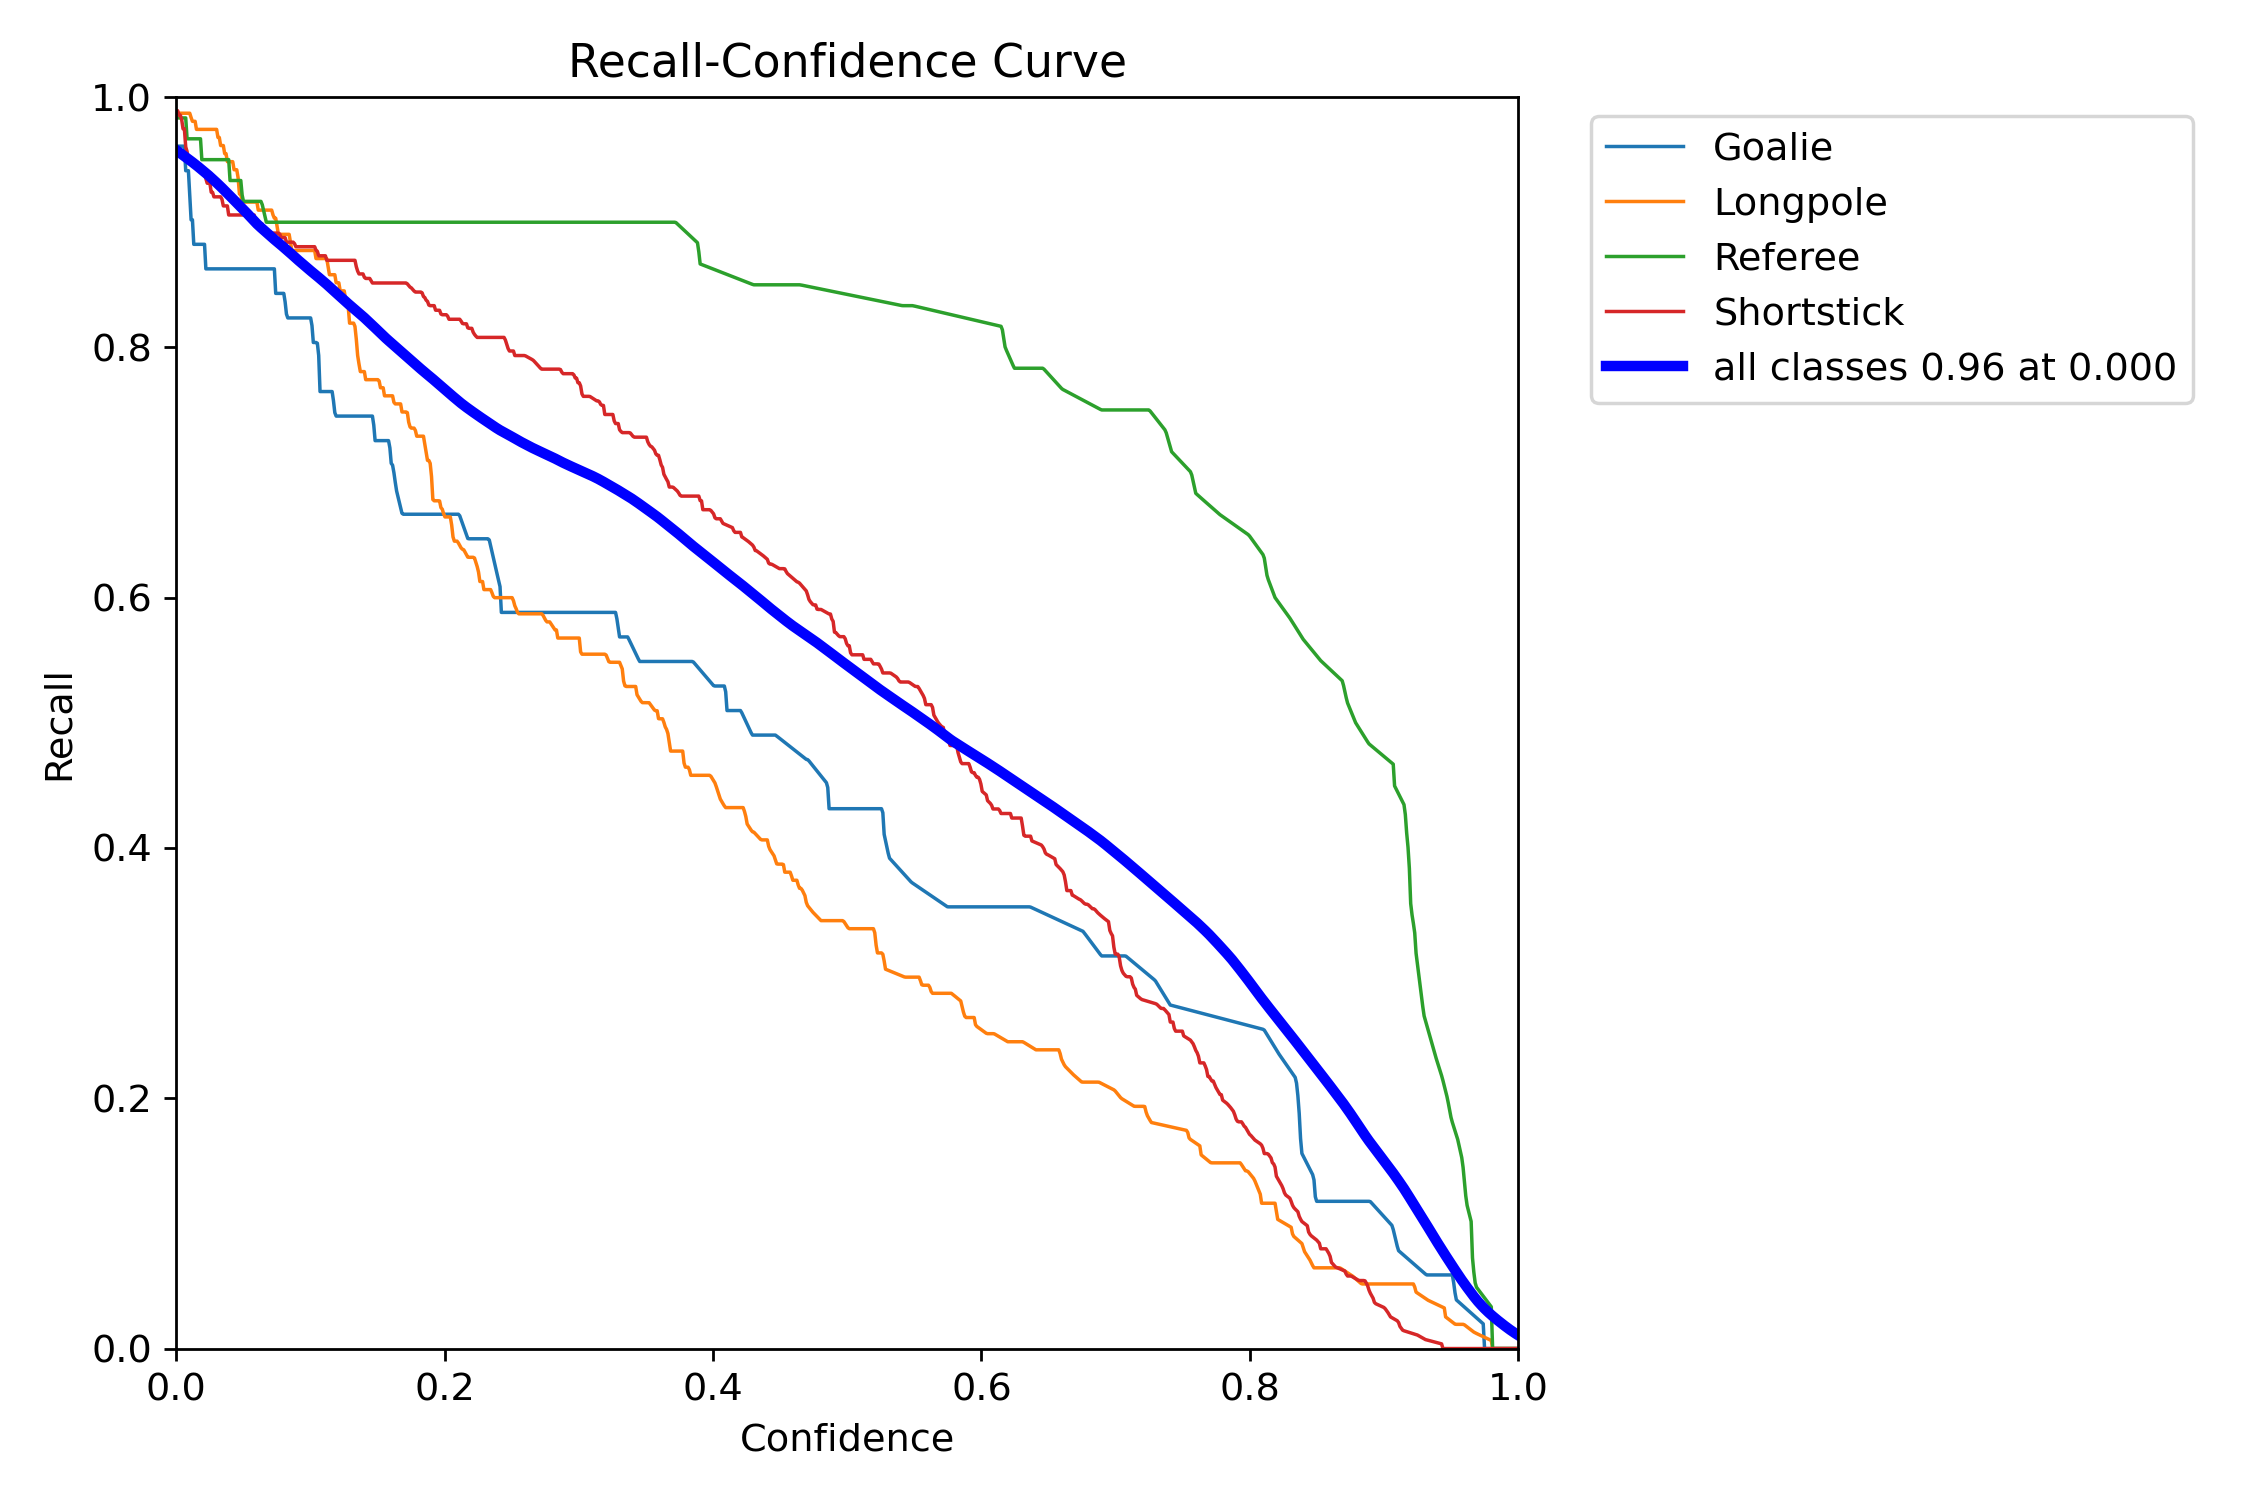 Recall-Confidence Curve
1.0
0.8
0.6
0.4
0.2
0.0
Recall
0.0 0.2 0.4 0.6 0.8 1.0
Confidence
Goalie
Longpole
Referee
Shortstick
all classes 0.96 at 0.000